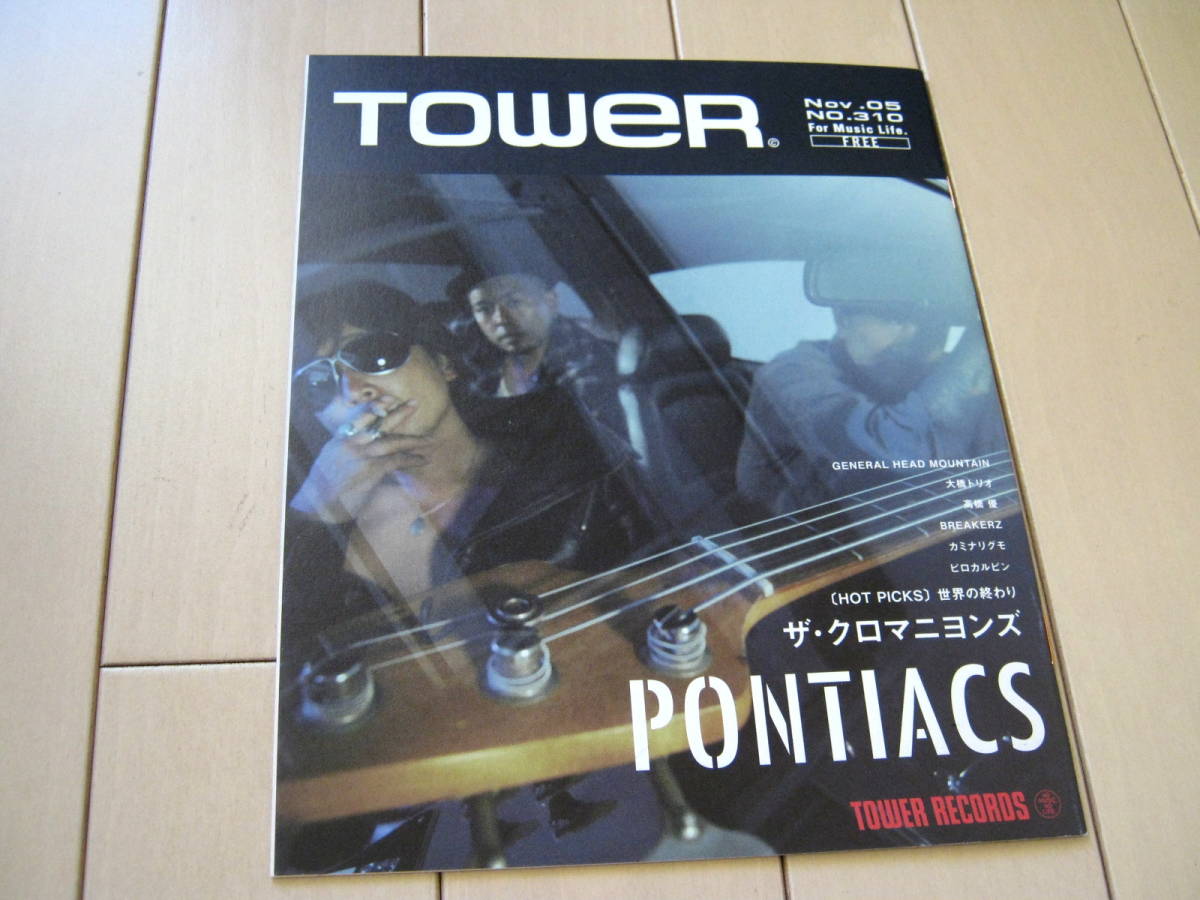 TOWER
©
Nov .05
NO.310
For Music Life.
FREE
GENERAL HEAD MOUNTAIN
大橋トリオ
高橋 優
BREAKERZ
カミナリグモ
ピロカルピン
〔HOT PICKS〕 世界の終わり
ザ・クロマニヨンズ
PONTIACS
TOWER RECORDS